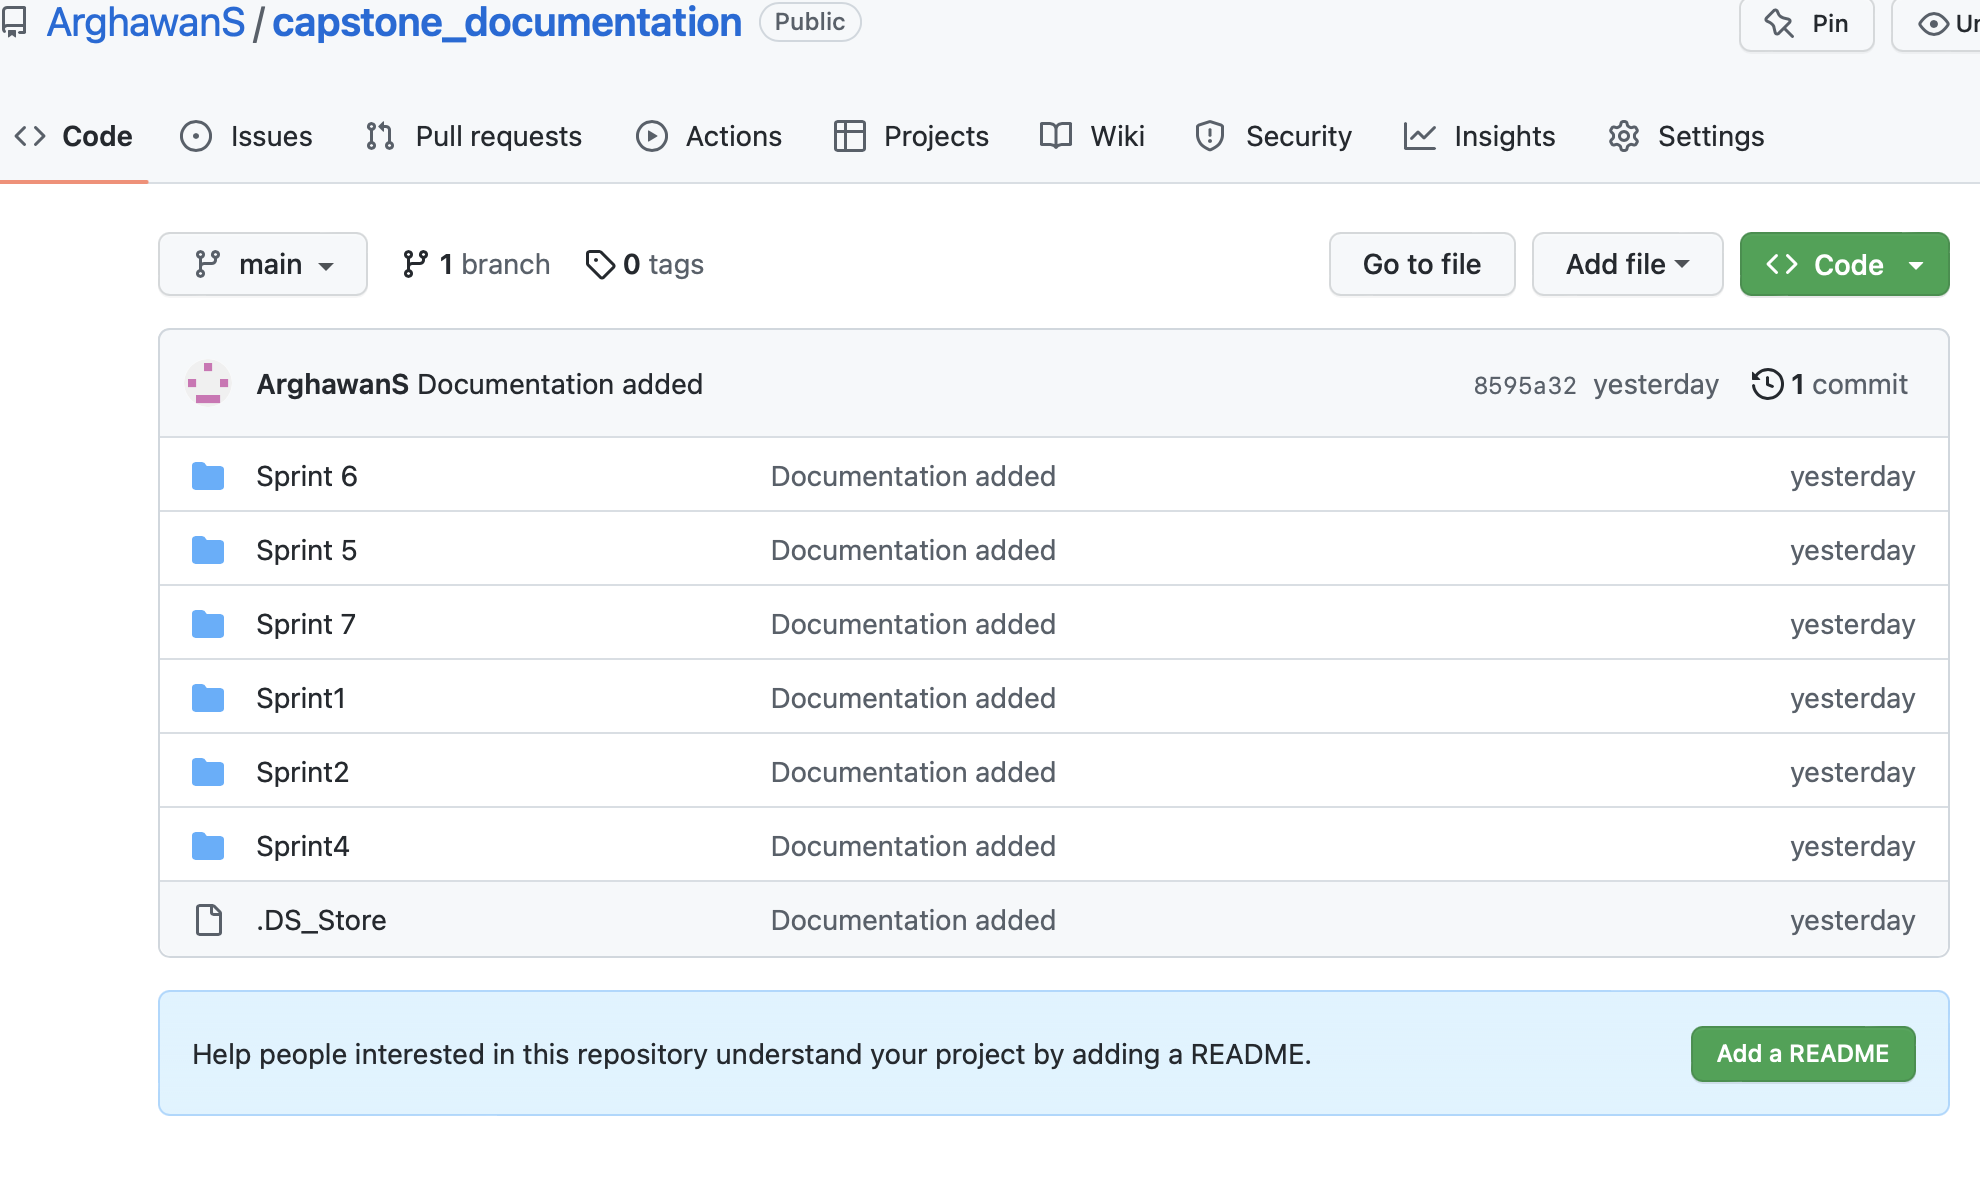 ArghawanS / capstone_documentation Public Pin Un
Code Issues Pull requests Actions Projects Wiki Security Insights Settings
main 1 branch 0 tags Go to file Add file Code
ArghawanS Documentation added 8595a32 yesterday 1 commit
Sprint 6 Documentation added yesterday
Sprint 5 Documentation added yesterday
Sprint 7 Documentation added yesterday
Sprint1 Documentation added yesterday
Sprint2 Documentation added yesterday
Sprint4 Documentation added yesterday
.DS_Store Documentation added yesterday
Help people interested in this repository understand your project by adding a README. Add a README